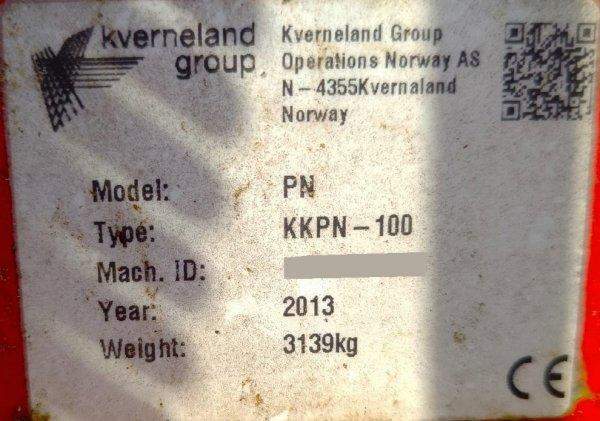 kverneland
group
Kverneland Group
Operations Norway AS
N-4355Kvernaland
Norway
Model: PN
Type: KKPN-100
Mach. ID:
Year: 2013
Weight: 3139kg
CE